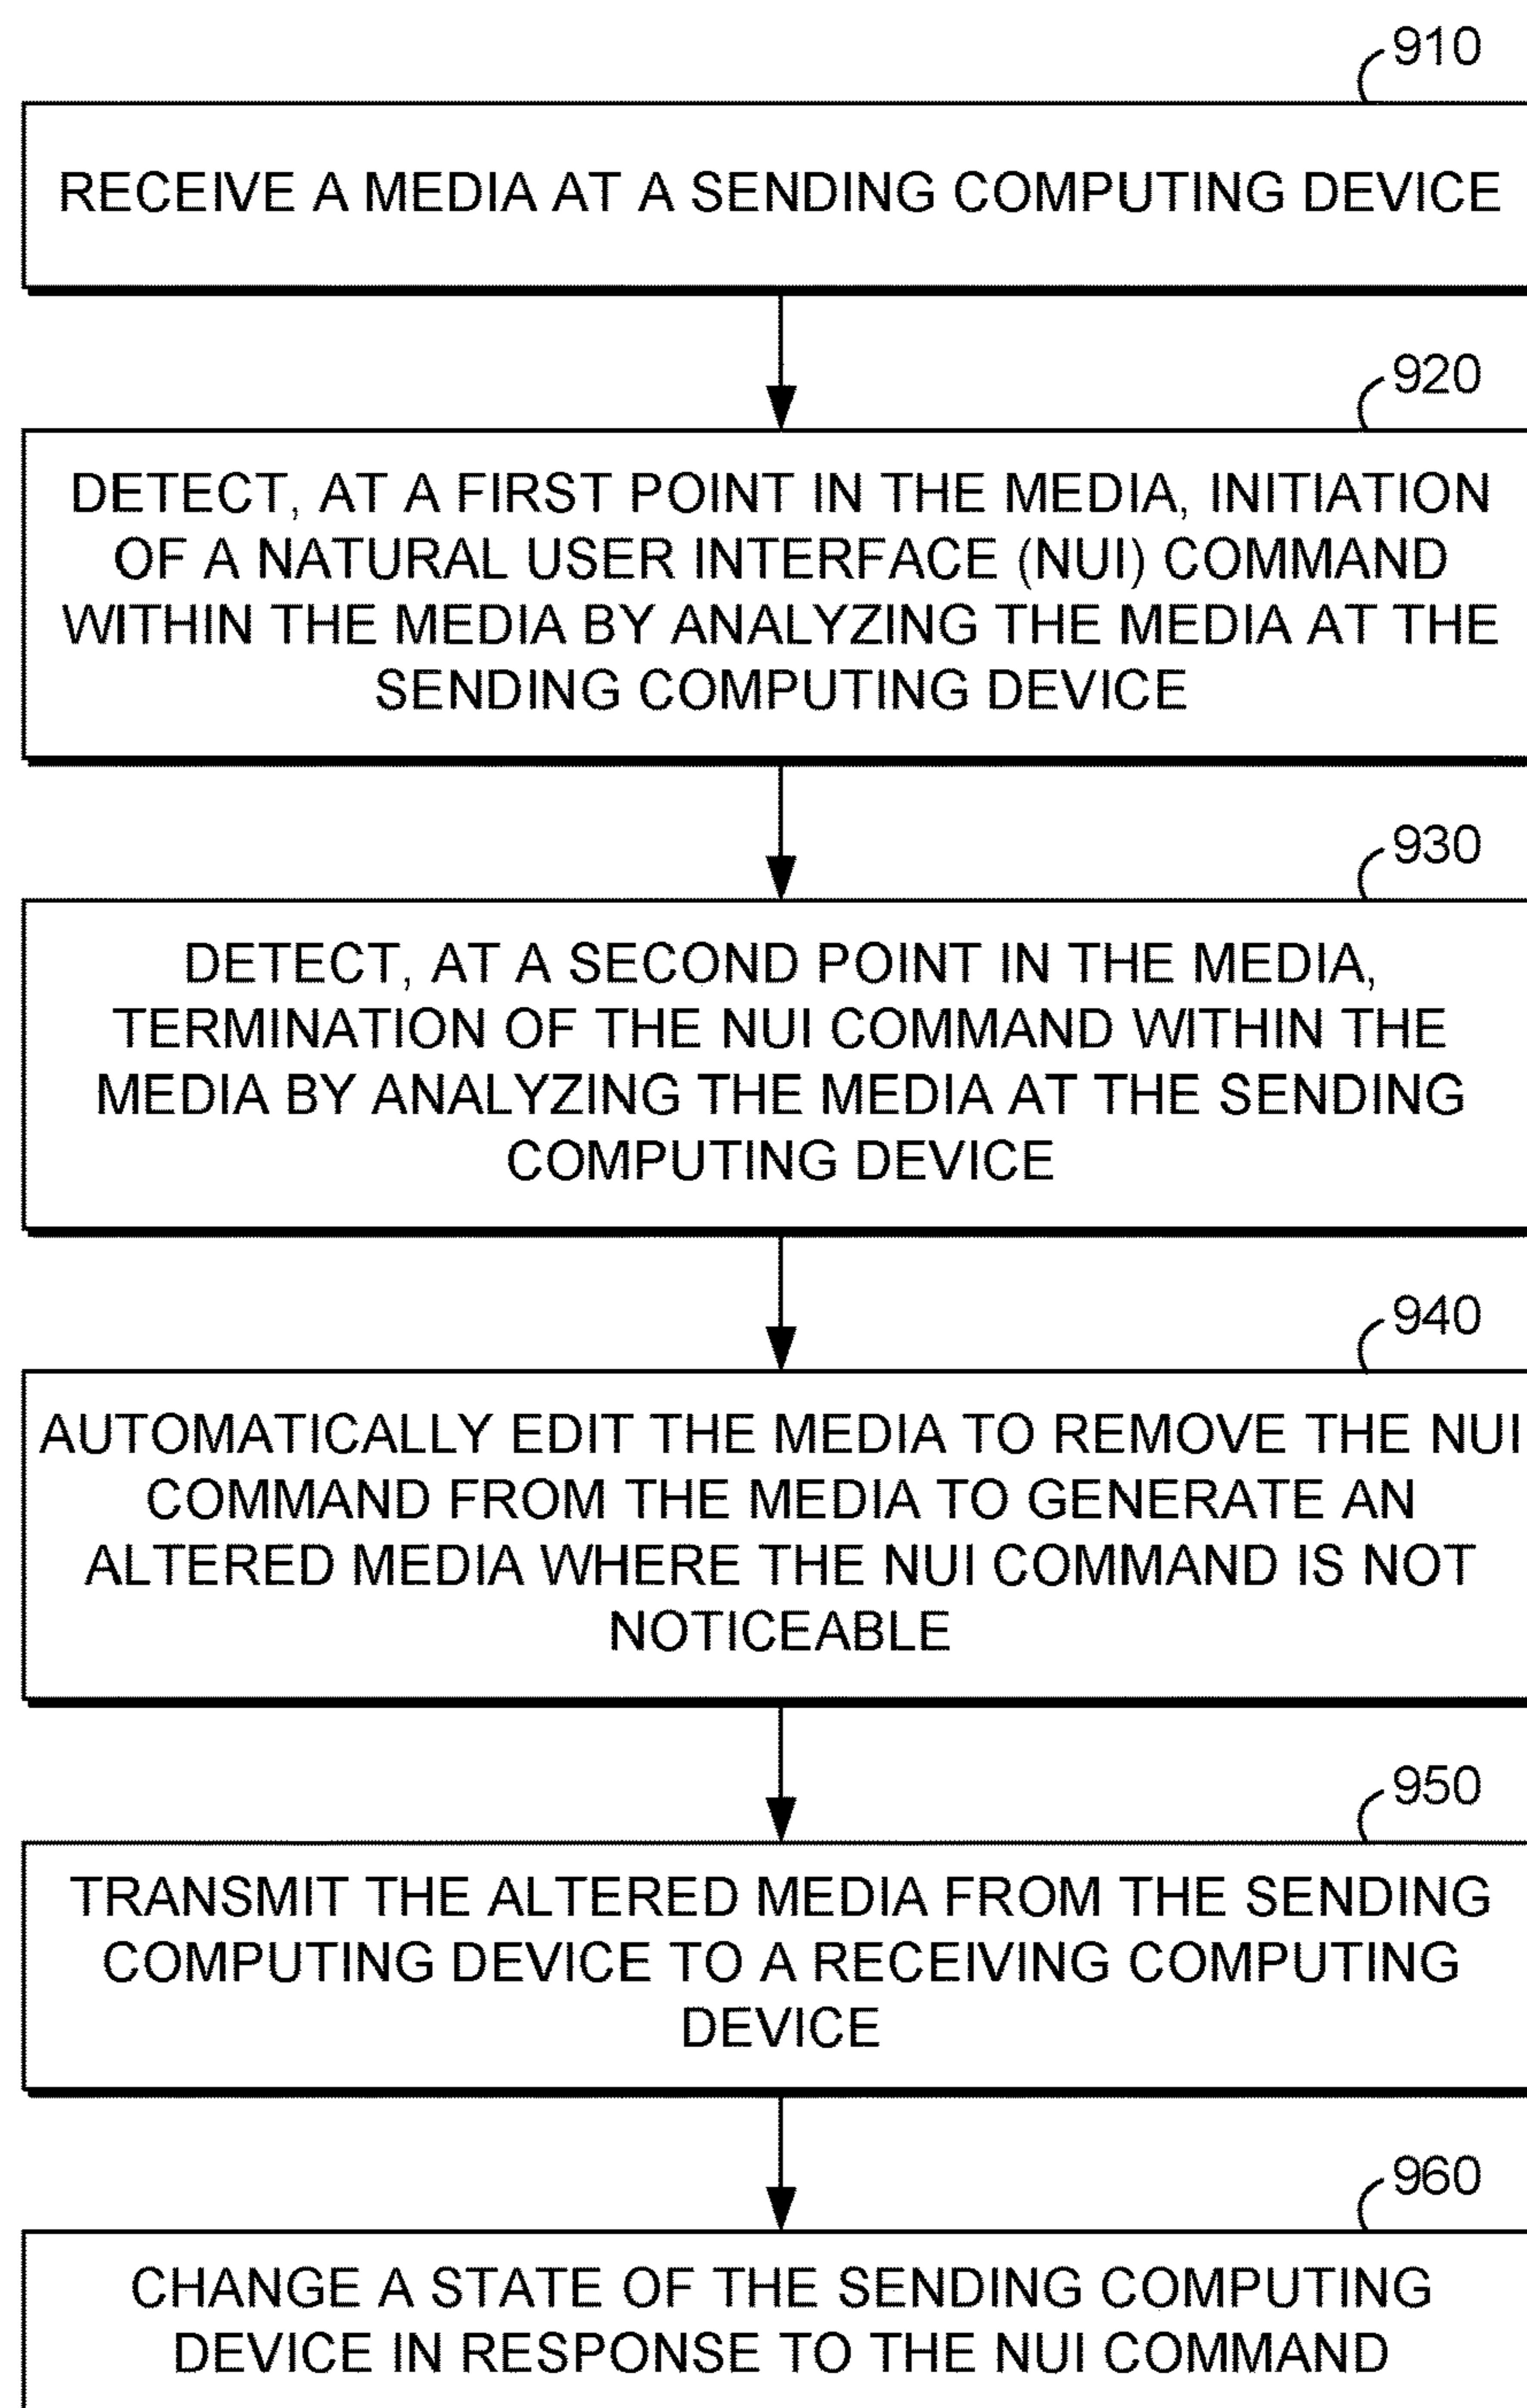 910
RECEIVE A MEDIA AT A SENDING COMPUTING DEVICE
920
DETECT, AT A FIRST POINT IN THE MEDIA, INITIATION
OF A NATURAL USER INTERFACE (NUI) COMMAND
WITHIN THE MEDIA BY ANALYZING THE MEDIA AT THE
SENDING COMPUTING DEVICE
930
DETECT, AT A SECOND POINT IN THE MEDIA,
TERMINATION OF THE NUI COMMAND WITHIN THE
MEDIA BY ANALYZING THE MEDIA AT THE SENDING
COMPUTING DEVICE
940
AUTOMATICALLY EDIT THE MEDIA TO REMOVE THE NUI
COMMAND FROM THE MEDIA TO GENERATE AN
ALTERED MEDIA WHERE THE NUI COMMAND IS NOT
NOTICEABLE
950
TRANSMIT THE ALTERED MEDIA FROM THE SENDING
COMPUTING DEVICE TO A RECEIVING COMPUTING
DEVICE
960
CHANGE A STATE OF THE SENDING COMPUTING
DEVICE IN RESPONSE TO THE NUI COMMAND